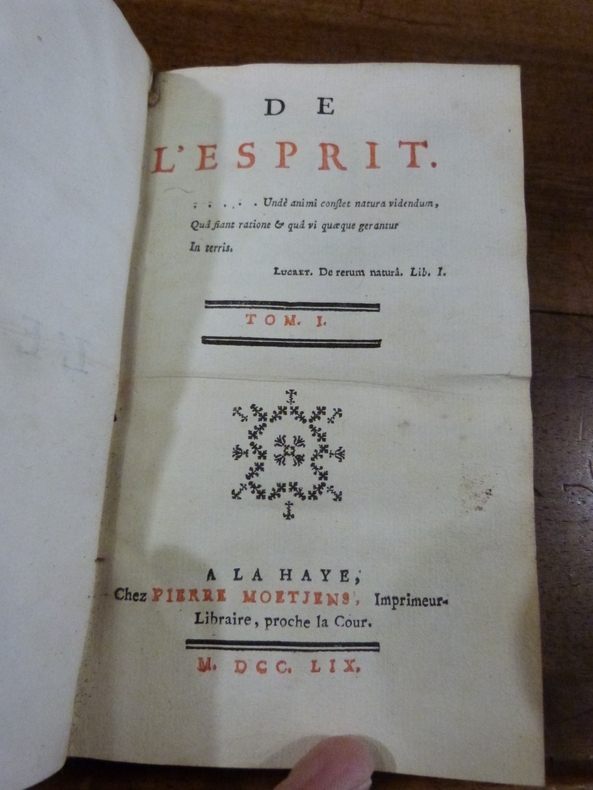 DE
L'ESPRIT.
; : . . . . Undè animi constet natura videndum,
Quâ fiant ratione & quâ vi quæque gerantur
In terris.
LUCRET. De rerum naturâ. Lib. I.
TOM. I.
A LA HAYE,
Chez PIERRE MOETJENS, Imprimeur-
Libraire, proche la Cour.
M. DCC. LIX.